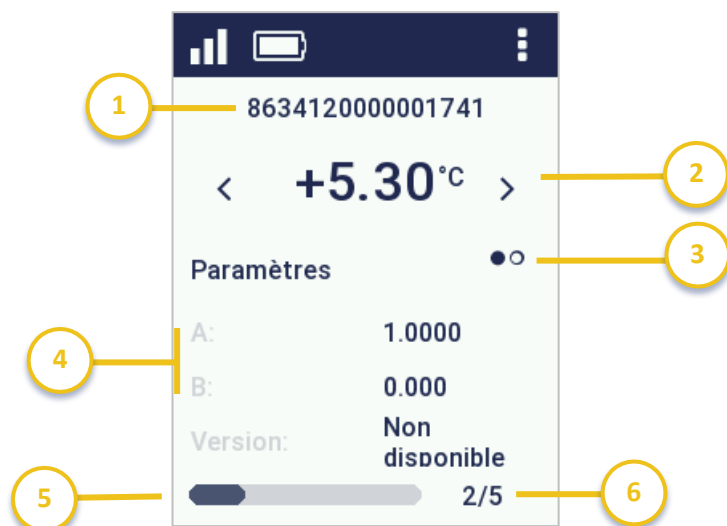 1
8634120000001741
< +5.30°C >
2
3
Paramètres
4
A: 1.0000
B: 0.000
Version: Non
disponible
5
2/5
6